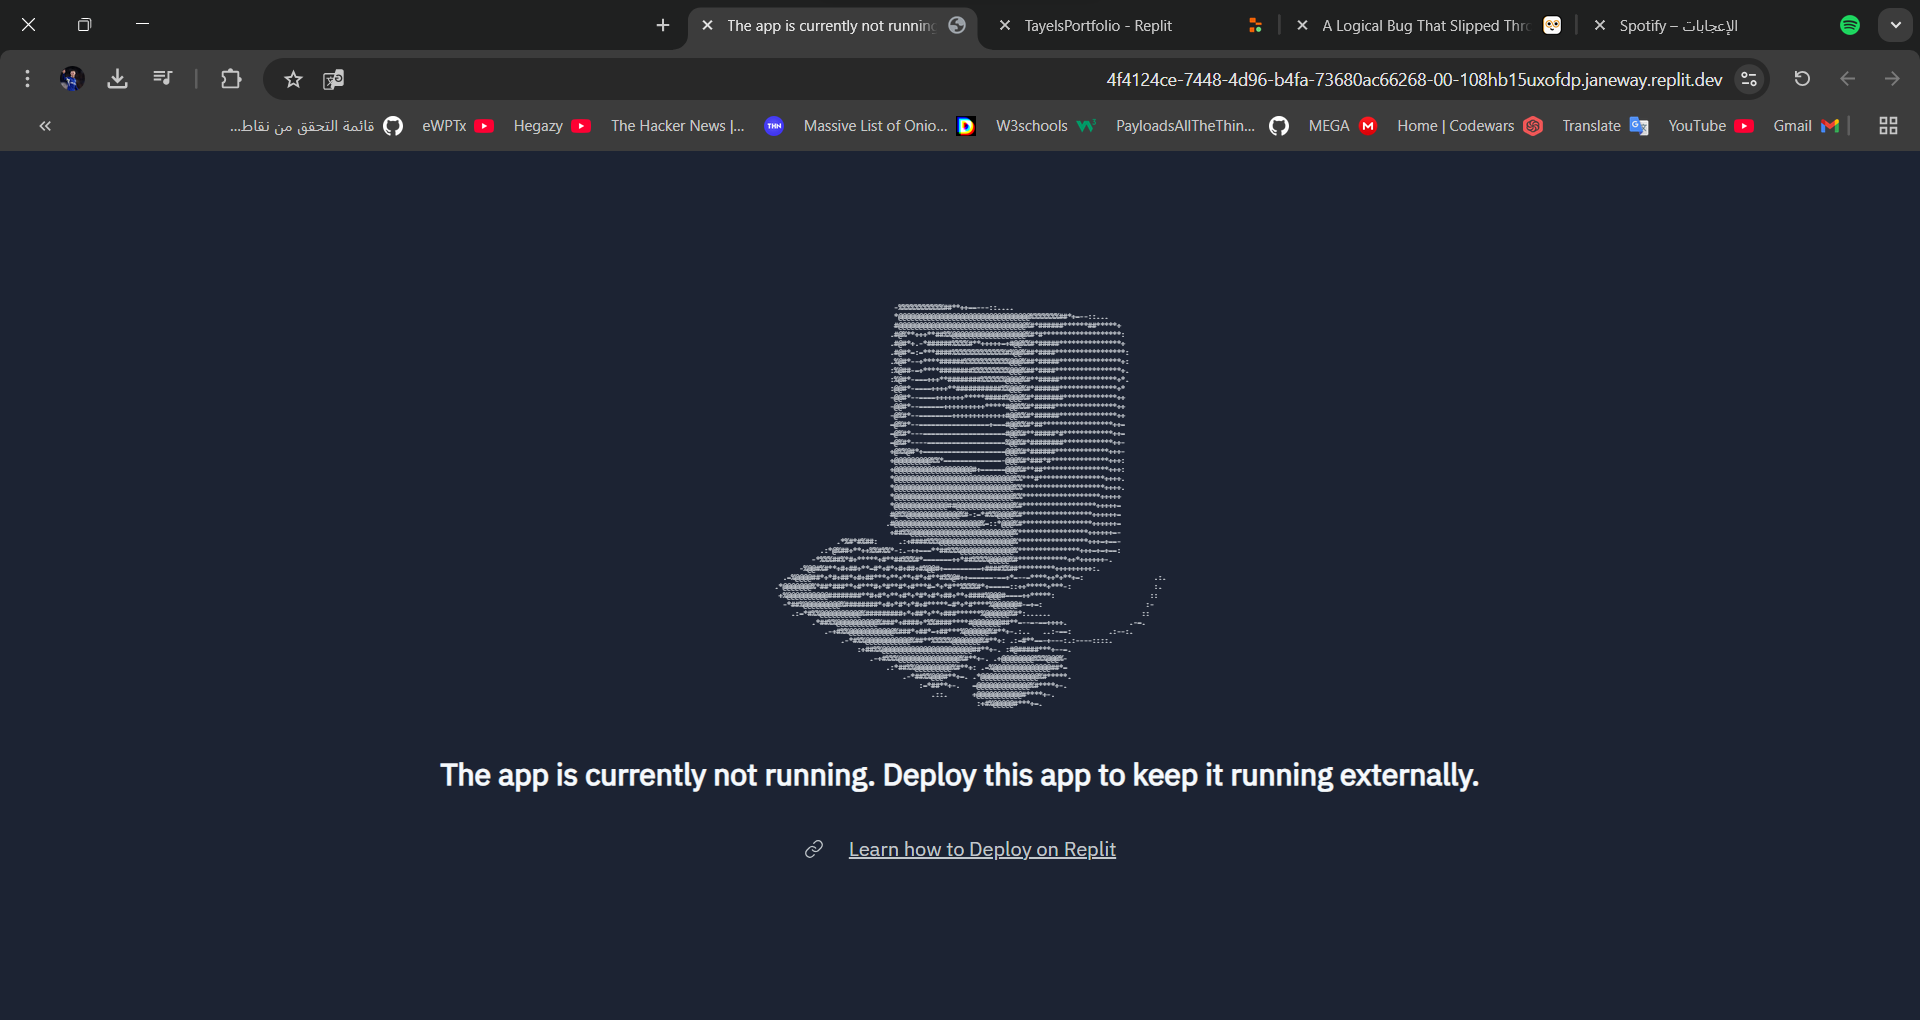 The app is currently not running
TayelsPortfolio - Replit
A Logical Bug That Slipped Thro
Spotify – الإعجابات
4f4124ce-7448-4d96-b4fa-73680ac66268-00-108hb15uxofdp.janeway.replit.dev
...قائمة التحقق من نقاط
eWPTx
Hegazy
The Hacker News |...
THN
Massive List of Onio...
W3schools
PayloadsAllTheThin...
MEGA
Home | Codewars
Translate
YouTube
Gmail
The app is currently not running. Deploy this app to keep it running externally.
Learn how to Deploy on Replit